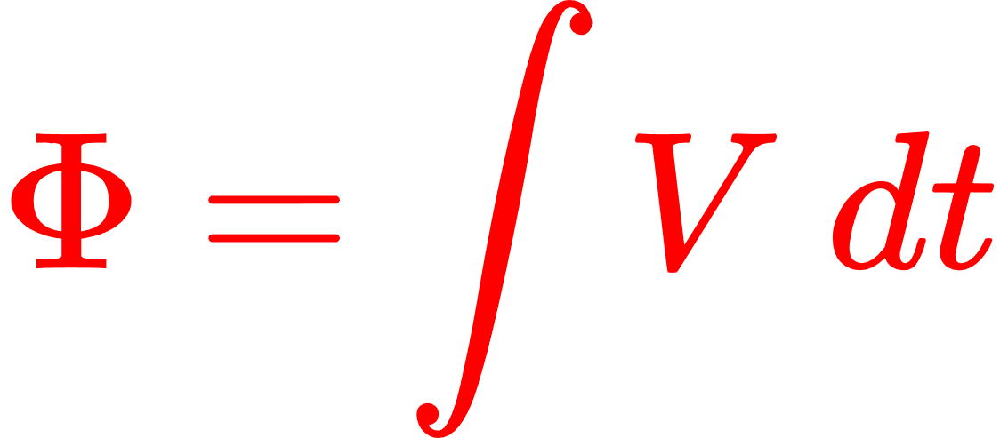 Φ = ∫ V dt